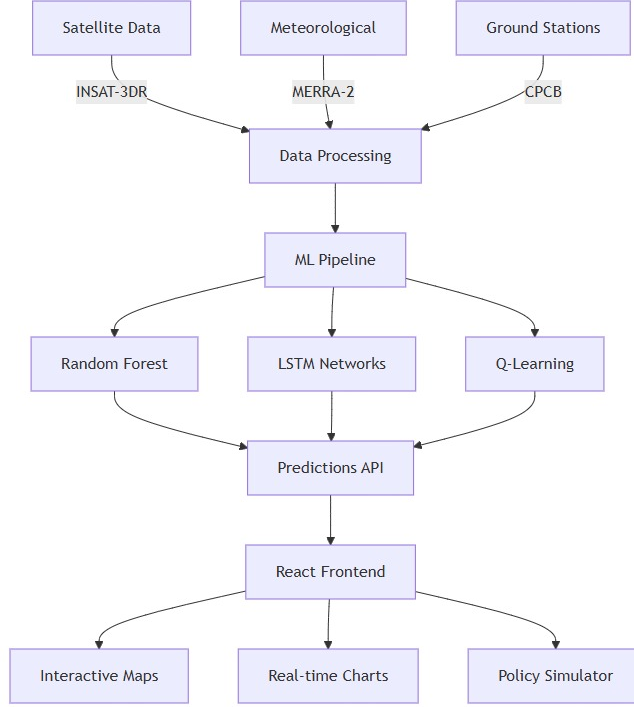 Satellite Data
Meteorological
Ground Stations
INSAT-3DR
MERRA-2
CPCB
Data Processing
ML Pipeline
Random Forest
LSTM Networks
Q-Learning
Predictions API
React Frontend
Interactive Maps
Real-time Charts
Policy Simulator